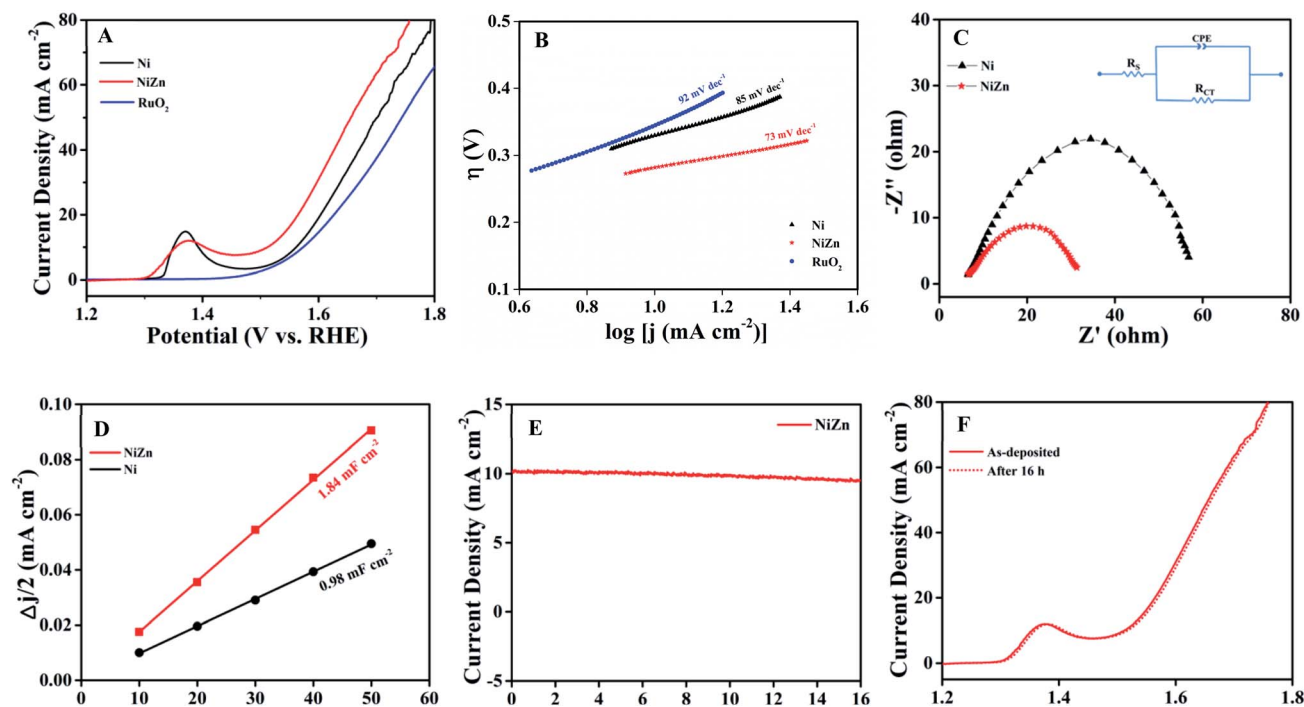 A
Ni
NiZn
RuO2
Current Density (mA cm-2)
80
60
40
20
0
1.2
1.4
1.6
1.8
Potential (V vs. RHE)
B
92 mV dec-1
85 mV dec-1
73 mV dec-1
Ni
NiZn
RuO2
η (V)
0.5
0.4
0.3
0.2
0.1
0.6
0.8
1.0
1.2
1.4
1.6
log [j (mA cm-2)]
C
Ni
NiZn
CPE
RS
RCT
-Z" (ohm)
40
30
20
10
0
0
20
40
60
80
Z' (ohm)
D
NiZn
Ni
1.84 mF cm-2
0.98 mF cm-2
Δj/2 (mA cm-2)
0.10
0.08
0.06
0.04
0.02
0.00
0
10
20
30
40
50
60
E
NiZn
Current Density (mA cm-2)
15
10
5
0
-5
0
2
4
6
8
10
12
14
16
F
As-deposited
After 16 h
Current Density (mA cm-2)
80
60
40
20
0
1.2
1.4
1.6
1.8